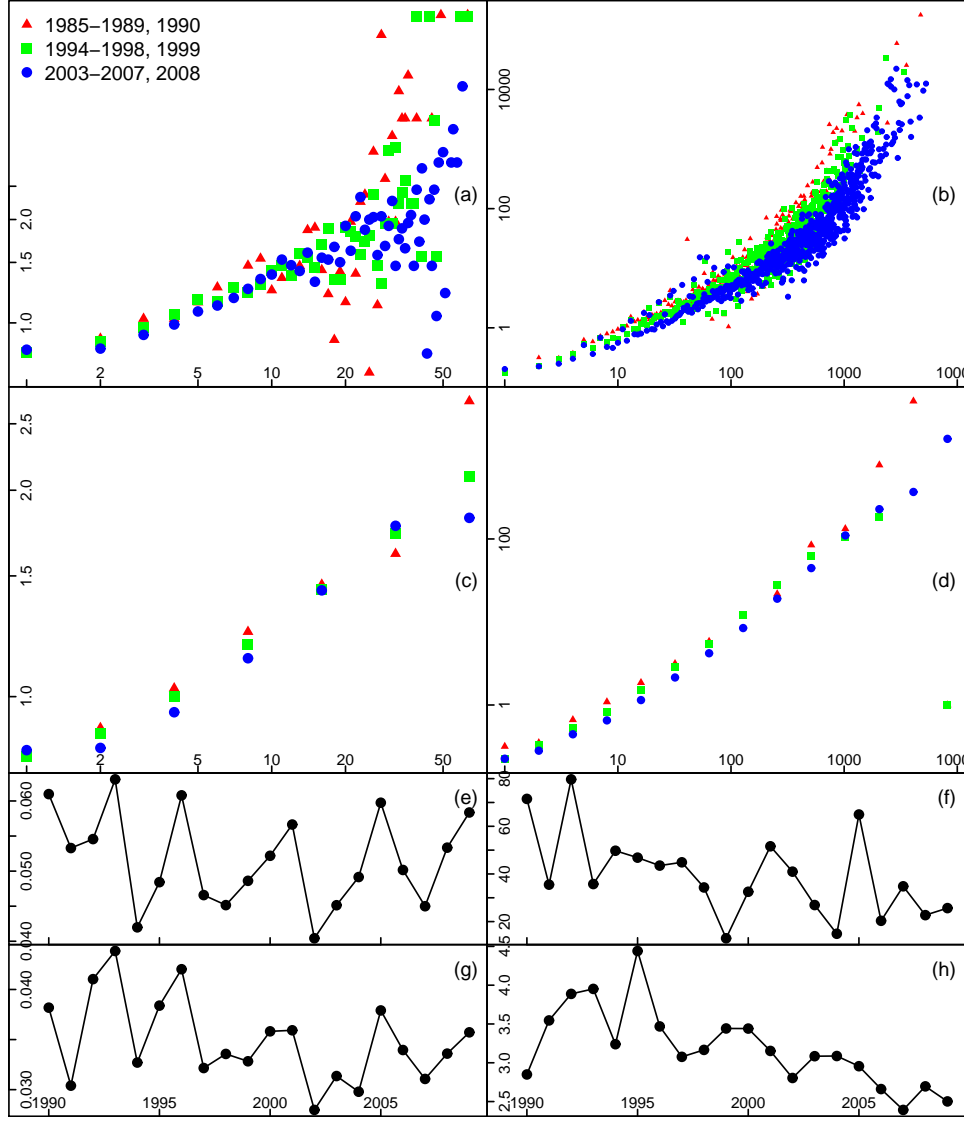 1985−1989, 1990
1994−1998, 1999
2003−2007, 2008
(a)
1.0 1.5 2.0
2 5 10 20 50
(b)
1 100 10000
10 100 1000 1000
(c)
1.0 1.5 2.0 2.5
2 5 10 20 50
(d)
1 100
10 100 1000 1000
(e)
0.040 0.050 0.060
(f)
5 20 40 60 80
(g)
0.030 0.040
1990 1995 2000 2005
(h)
2.5 3.0 3.5 4.0 4.5
1990 1995 2000 2005